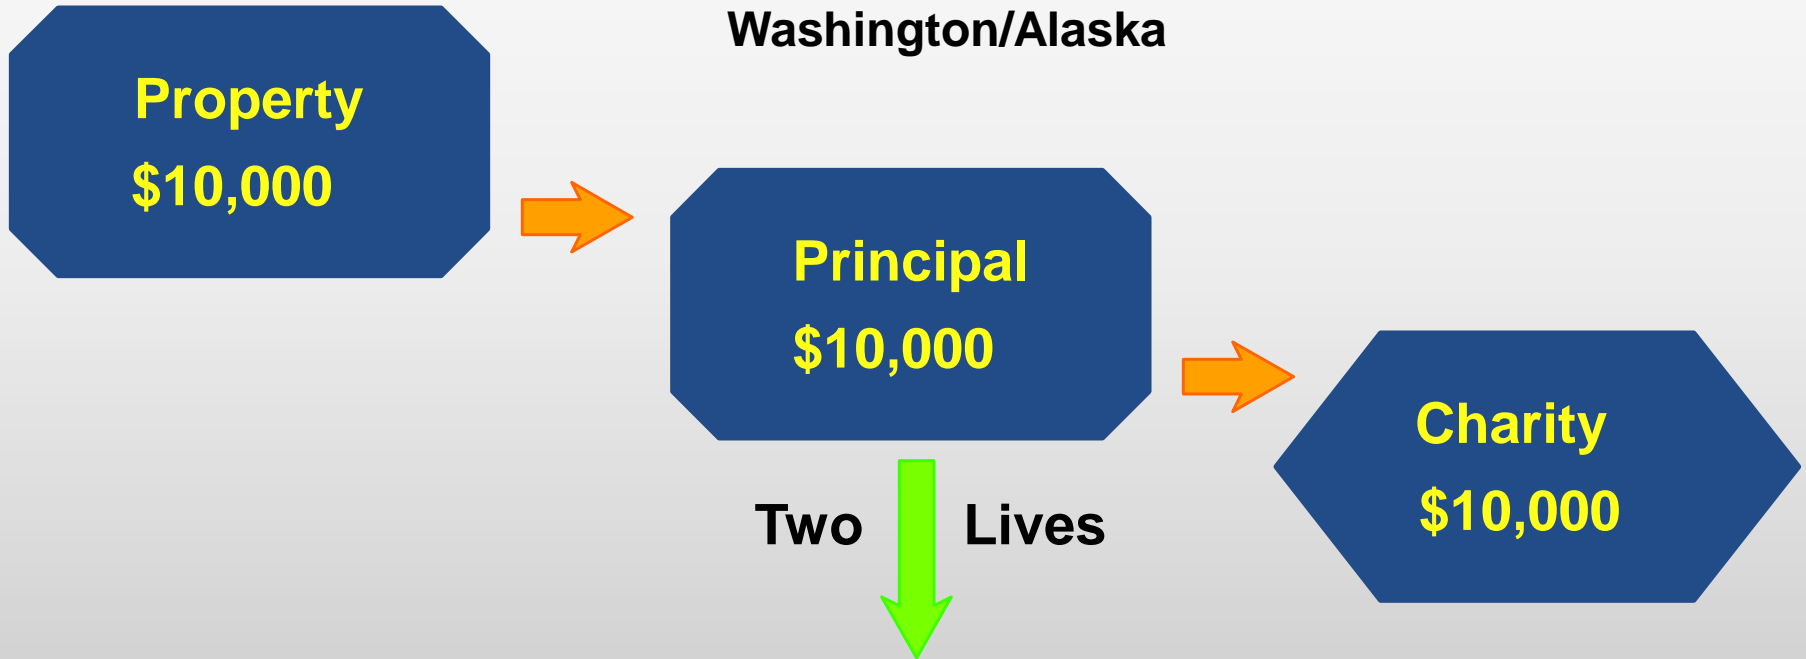 Washington/Alaska
Property
$10,000
Principal
$10,000
Charity
$10,000
Two Lives